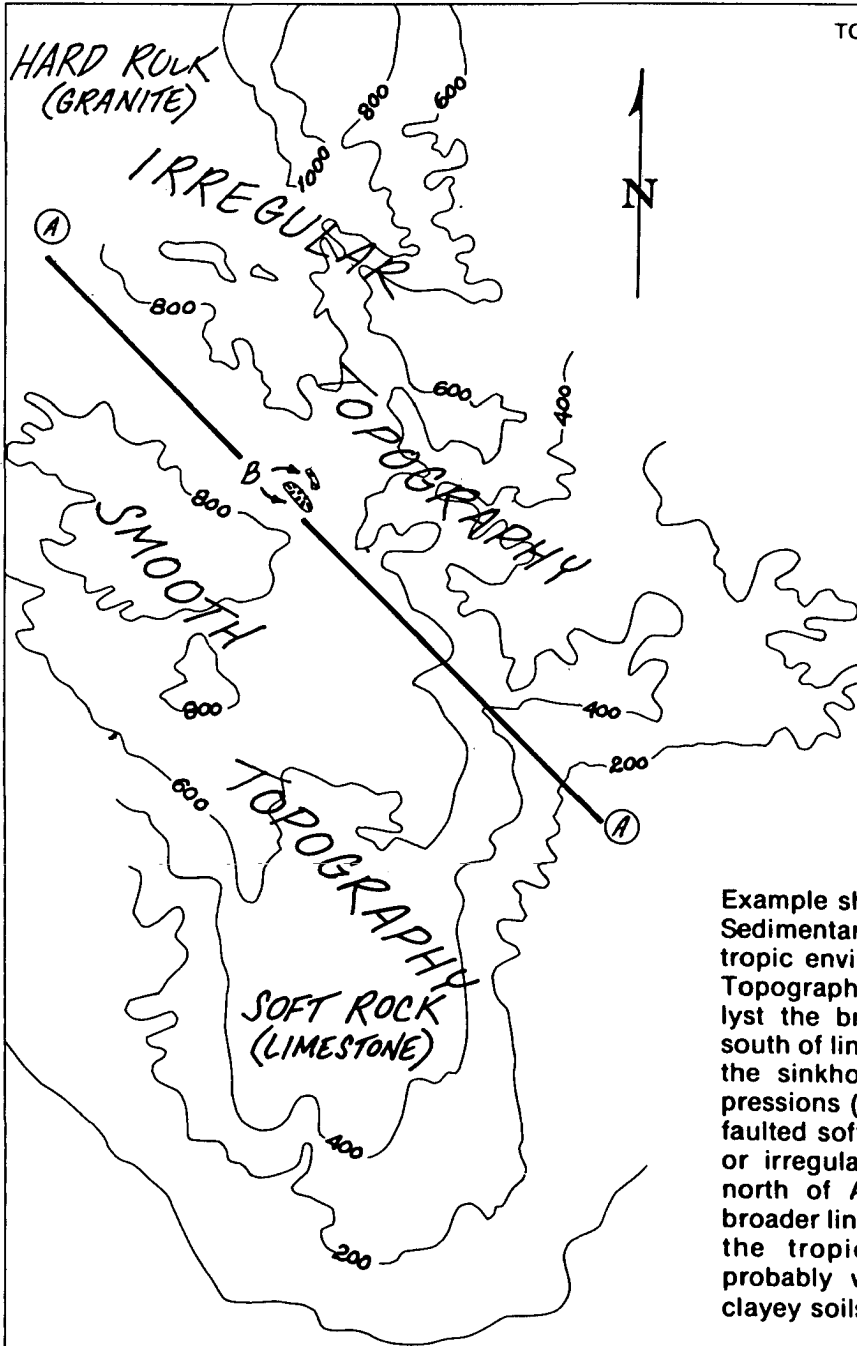 TO
HARD ROCK
(GRANITE)
800
600
1000
IRREGULAR
TOPOGRAPHY
N
A
800
600
400
B
800
SMOOTH
TOPOGRAPHY
800
400
200
600
A
SOFT ROCK
(LIMESTONE)
400
200
Example sh
Sedimentar
tropic envi
Topograph
lyst the br
south of lin
the sinkho
pressions (
faulted soft
or irregula
north of A
broader lin
the tropic
probably v
clayey soils